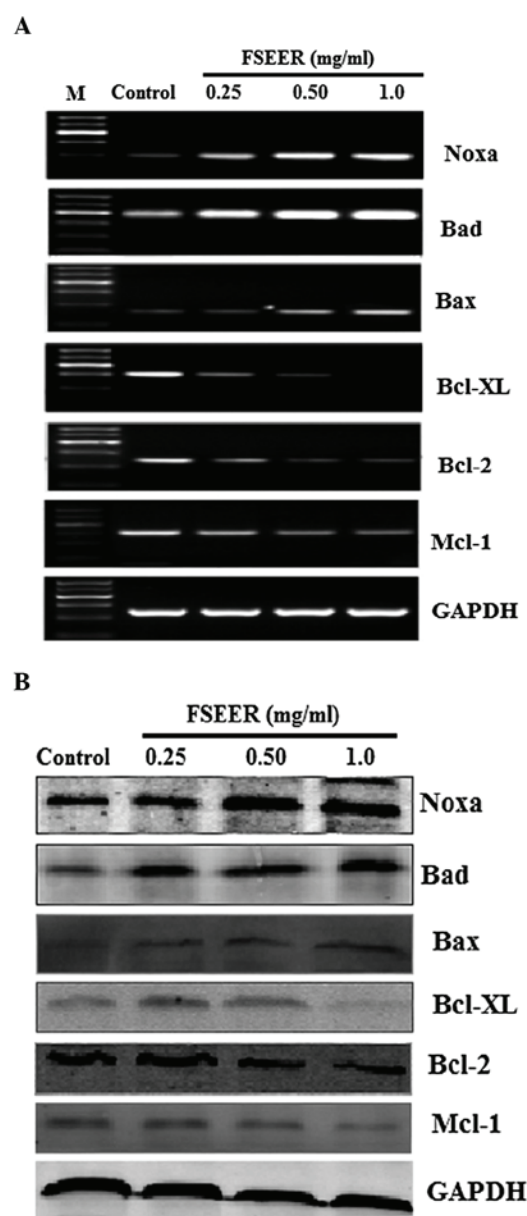 A
FSEER (mg/ml)
M Control 0.25 0.50 1.0
Noxa
Bad
Bax
Bcl-XL
Bcl-2
Mcl-1
GAPDH
B
FSEER (mg/ml)
Control 0.25 0.50 1.0
Noxa
Bad
Bax
Bcl-XL
Bcl-2
Mcl-1
GAPDH